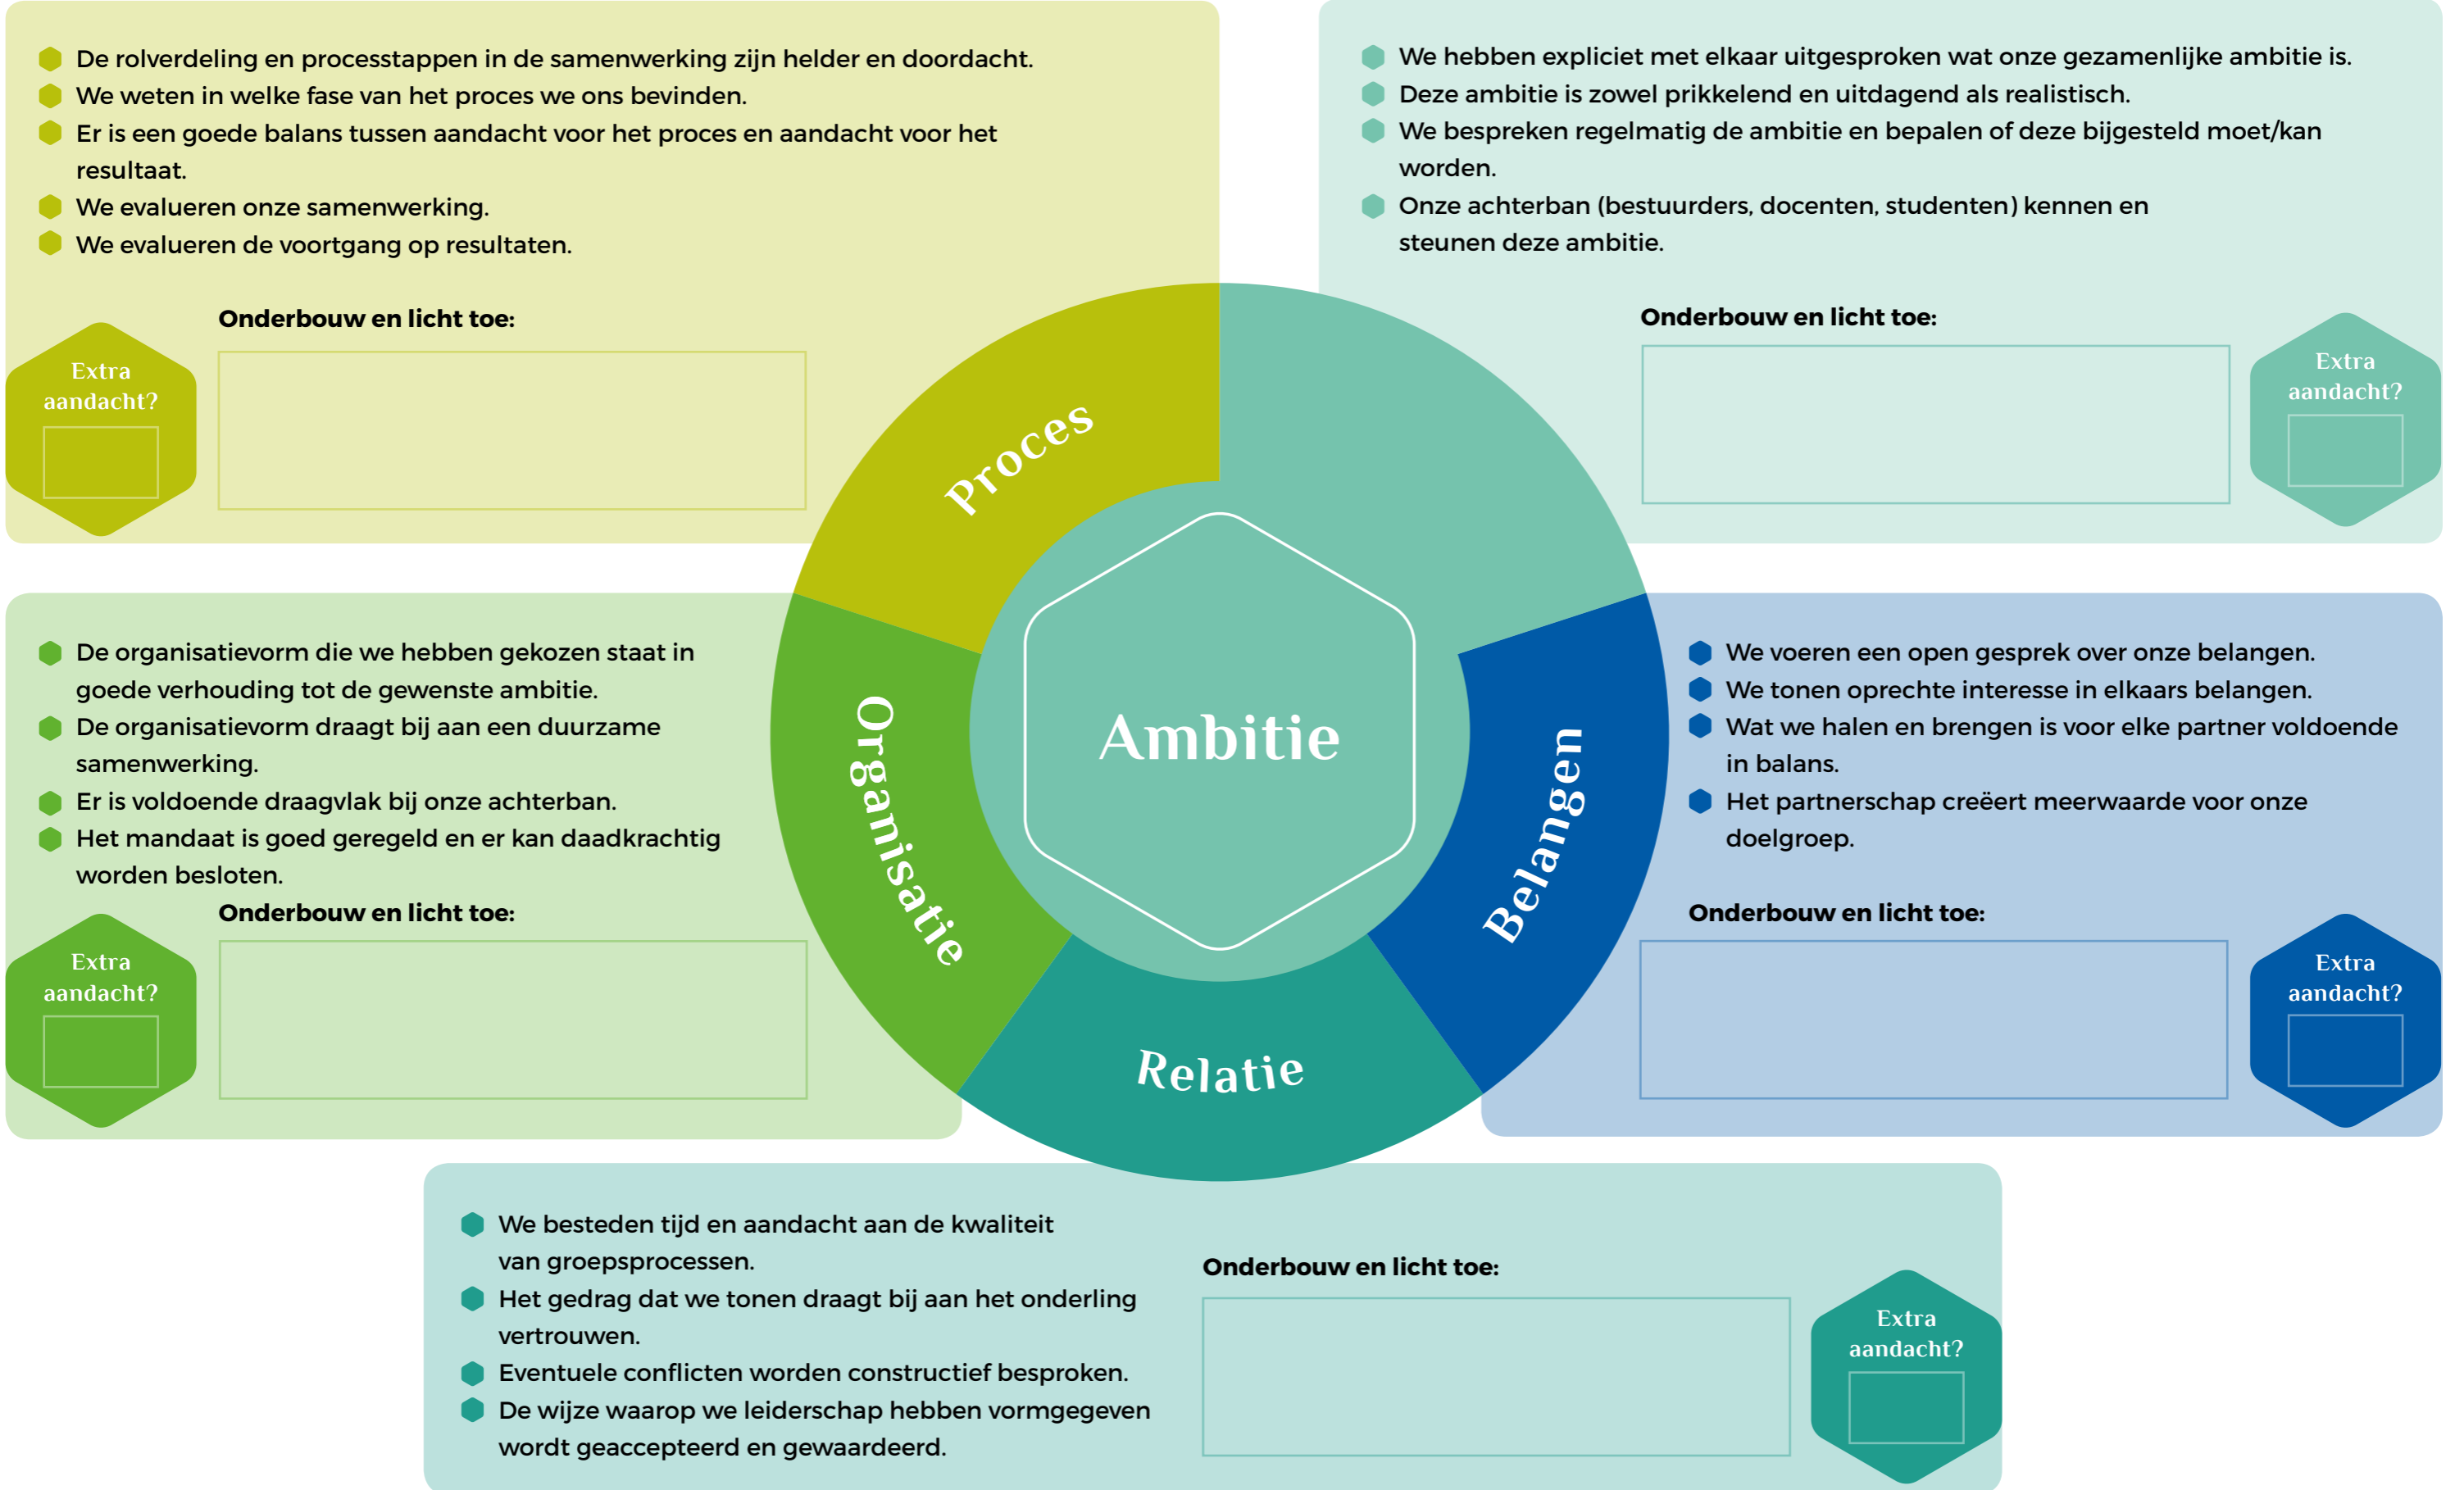 De rolverdeling en processtappen in de samenwerking zijn helder en doordacht.
We weten in welke fase van het proces we ons bevinden.
Er is een goede balans tussen aandacht voor het proces en aandacht voor het
resultaat.
We evalueren onze samenwerking.
We evalueren de voortgang op resultaten.
Onderbouw en licht toe:
Extra
aandacht?
We hebben expliciet met elkaar uitgesproken wat onze gezamenlijke ambitie is.
Deze ambitie is zowel prikkelend en uitdagend als realistisch.
We bespreken regelmatig de ambitie en bepalen of deze bijgesteld moet/kan
worden.
Onze achterban (bestuurders, docenten, studenten) kennen en
steunen deze ambitie.
Onderbouw en licht toe:
Extra
aandacht?
Proces
Ambitie
Organisatie
Belangen
Relatie
De organisatievorm die we hebben gekozen staat in
goede verhouding tot de gewenste ambitie.
De organisatievorm draagt bij aan een duurzame
samenwerking.
Er is voldoende draagvlak bij onze achterban.
Het mandaat is goed geregeld en er kan daadkrachtig
worden besloten.
Onderbouw en licht toe:
Extra
aandacht?
We voeren een open gesprek over onze belangen.
We tonen oprechte interesse in elkaars belangen.
Wat we halen en brengen is voor elke partner voldoende
in balans.
Het partnerschap creëert meerwaarde voor onze
doelgroep.
Onderbouw en licht toe:
Extra
aandacht?
We besteden tijd en aandacht aan de kwaliteit
van groepsprocessen.
Het gedrag dat we tonen draagt bij aan het onderling
vertrouwen.
Eventuele conflicten worden constructief besproken.
De wijze waarop we leiderschap hebben vormgegeven
wordt geaccepteerd en gewaardeerd.
Onderbouw en licht toe:
Extra
aandacht?